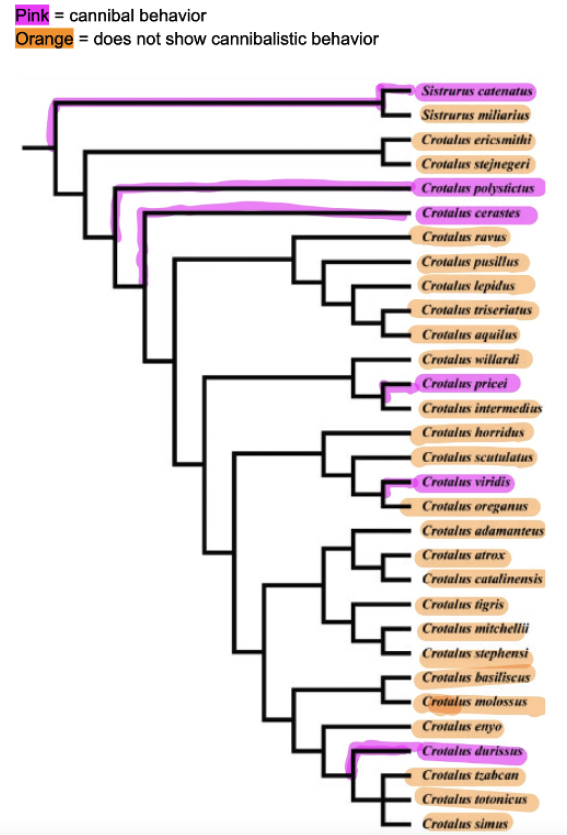 Pink = cannibal behavior
Orange = does not show cannibalistic behavior
Sistrurus catenatus
Sistrurus miliarius
Crotalus ericsmithi
Crotalus stejnegeri
Crotalus polystictus
Crotalus cerastes
Crotalus ravus
Crotalus pusillus
Crotalus lepidus
Crotalus triseriatus
Crotalus aquilus
Crotalus willardi
Crotalus pricei
Crotalus intermedius
Crotalus horridus
Crotalus scutulatus
Crotalus viridis
Crotalus oreganus
Crotalus adamanteus
Crotalus atrox
Crotalus catalinensis
Crotalus tigris
Crotalus mitchellii
Crotalus stephensi
Crotalus basiliscus
Crotalus molossus
Crotalus enyo
Crotalus durissus
Crotalus tzabcan
Crotalus totonicus
Crotalus simus